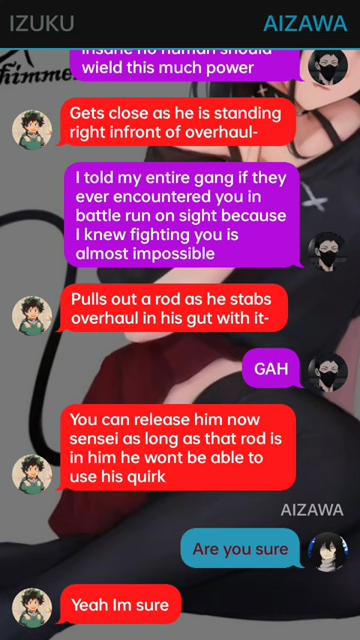 IZUKU
AIZAWA
insane no human should
wield this much power
Gets close as he is standing
right infront of overhaul-
I told my entire gang if they
ever encountered you in
battle run on sight because
I knew fighting you is
almost impossible
Pulls out a rod as he stabs
overhaul in his gut with it-
GAH
You can release him now
sensei as long as that rod is
in him he wont be able to
use his quirk
AIZAWA
Are you sure
Yeah Im sure